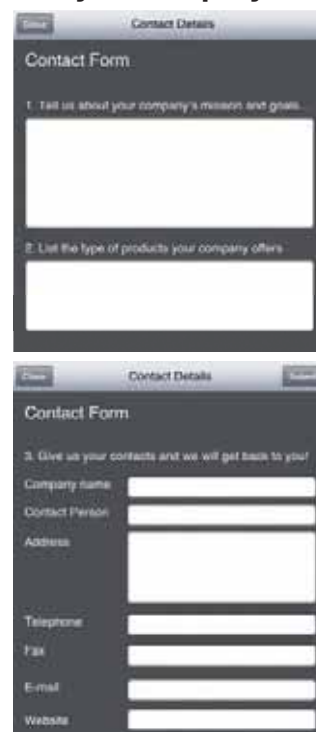 Close
Contact Details
Contact Form
1. Tell us about your company's mission and goals
2. List the type of products your company offers
Close
Contact Details
Submit
Contact Form
3. Give us your contacts and we will get back to you!
Company name
Contact Person
Address
Telephone
Fax
E-mail
Website